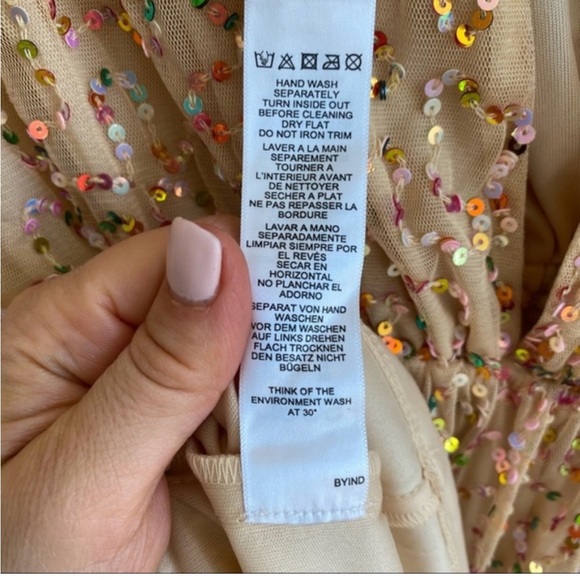 HAND WASH
SEPARATELY
TURN INSIDE OUT
BEFORE CLEANING
DRY FLAT
DO NOT IRON TRIM
LAVER A LA MAIN
SEPAREMENT
TOURNER A
L'INTERIEUR AVANT
DE NETTOYER
SECHER A PLAT
NE PAS REPASSER LA
BORDURE
LAVAR A MANO
SEPARADAMENTE
LIMPIAR SIEMPRE POR
EL REVÉS
SECAR EN
HORIZONTAL
NO PLANCHAR EL
ADORNO
SEPARAT VON HAND
WASCHEN
VOR DEM WASCHEN
AUF LINKS DREHEN
FLACH TROCKNEN
DEN BESATZ NICHT
BÜGELN
THINK OF THE
ENVIRONMENT WASH
AT 30°
BYIND